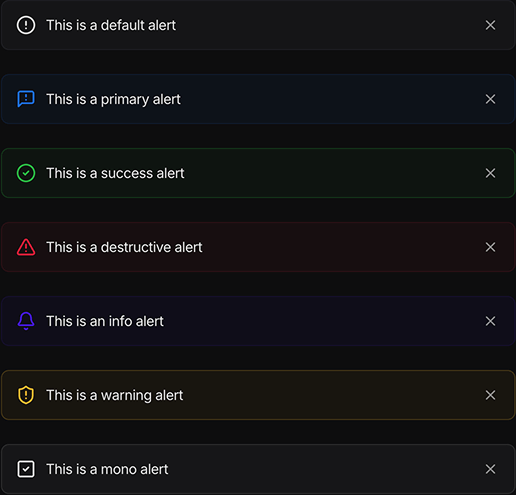 This is a default alert
This is a primary alert
This is a success alert
This is a destructive alert
This is an info alert
This is a warning alert
This is a mono alert